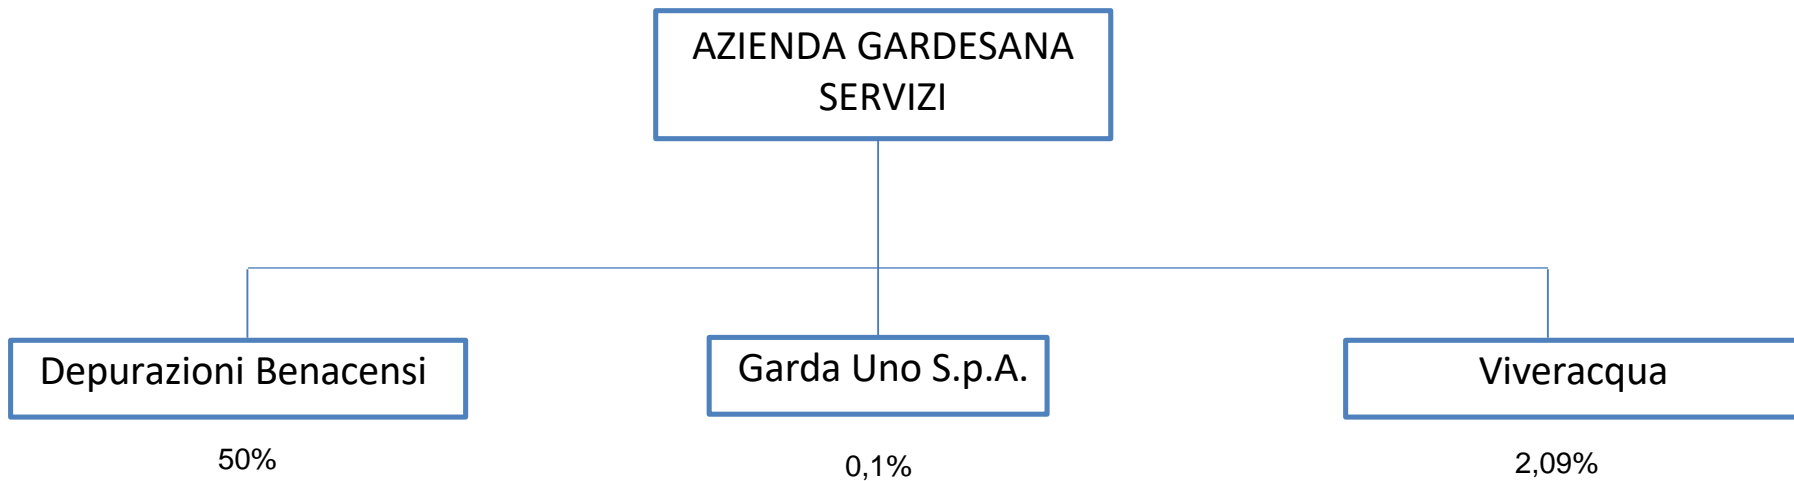 AZIENDA GARDESANA
SERVIZI
Depurazioni Benacensi
Garda Uno S.p.A.
Viveracqua
50%
0,1%
2,09%